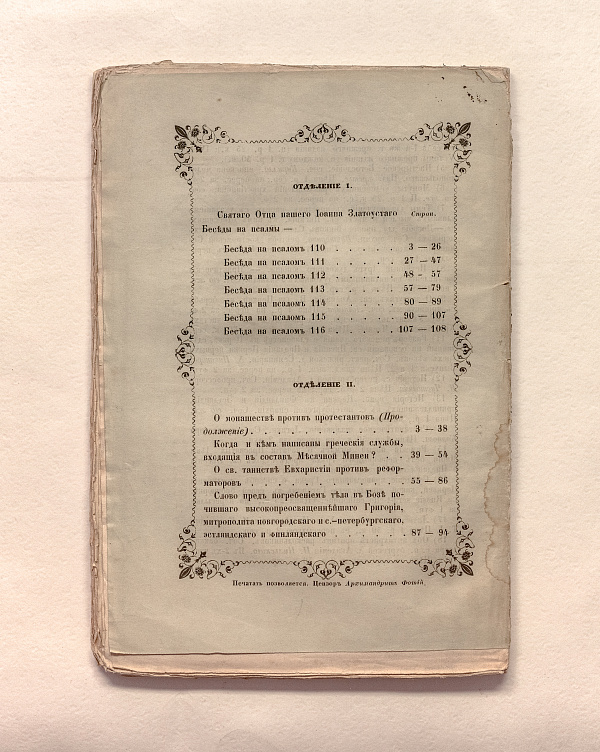 ОТДѢЛЕНІЕ I.
Святаго Отца нашего Іоанна Златоустаго Стран.
Бесѣды на псалмы —
Бесѣда на псаломъ 110 . . . . . . 3 — 26
Бесѣда на псаломъ 111 . . . . . . 27 — 47
Бесѣда на псаломъ 112 . . . . . . 48 - 57
Бесѣда на псаломъ 113 . . . . . . 57 — 79
Бесѣда на псаломъ 114 . . . . . . 80 — 89
Бесѣда на псаломъ 115 . . . . . . 90 — 107
Бесѣда на псаломъ 116 . . . . . . 107 — 108
ОТДѢЛЕНІЕ II.
О монашествѣ противъ протестантовъ (Про-
долженіе) . . . . . . . . . . . . 3 — 38
Когда и кѣмъ написаны греческія службы,
входящія въ составъ Мѣсячной Минеи ? . . 39 — 54
О св. таинствѣ Евхаристіи противъ рефор-
маторовъ . . . . . . . . . . . . 55 — 86
Слово предъ погребеніемъ тѣла въ Бозѣ по-
чившаго высокопреосвященнѣйшаго Григорія,
митрополита новгородскаго и с.-петербургскаго,
эстляндскаго и финляндскаго . . . . . . 87 — 94
Печатать позволяется. Цензоръ Архимандритъ Фотій.